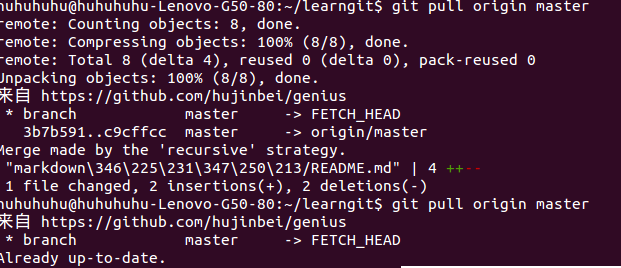 huhuhuhu@huhuhuhu-Lenovo-G50-80:~/learngit$ git pull origin master
remote: Counting objects: 8, done.
remote: Compressing objects: 100% (8/8), done.
remote: Total 8 (delta 4), reused 0 (delta 0), pack-reused 0
Unpacking objects: 100% (8/8), done.
来自 https://github.com/hujinbei/genius
 * branch            master     -> FETCH_HEAD
   3b7b591..c9cffcc  master     -> origin/master
Merge made by the 'recursive' strategy.
 "markdown\346\225\231\347\250\213/README.md" | 4 ++--
 1 file changed, 2 insertions(+), 2 deletions(-)
huhuhuhu@huhuhuhu-Lenovo-G50-80:~/learngit$ git pull origin master
来自 https://github.com/hujinbei/genius
 * branch            master     -> FETCH_HEAD
Already up-to-date.